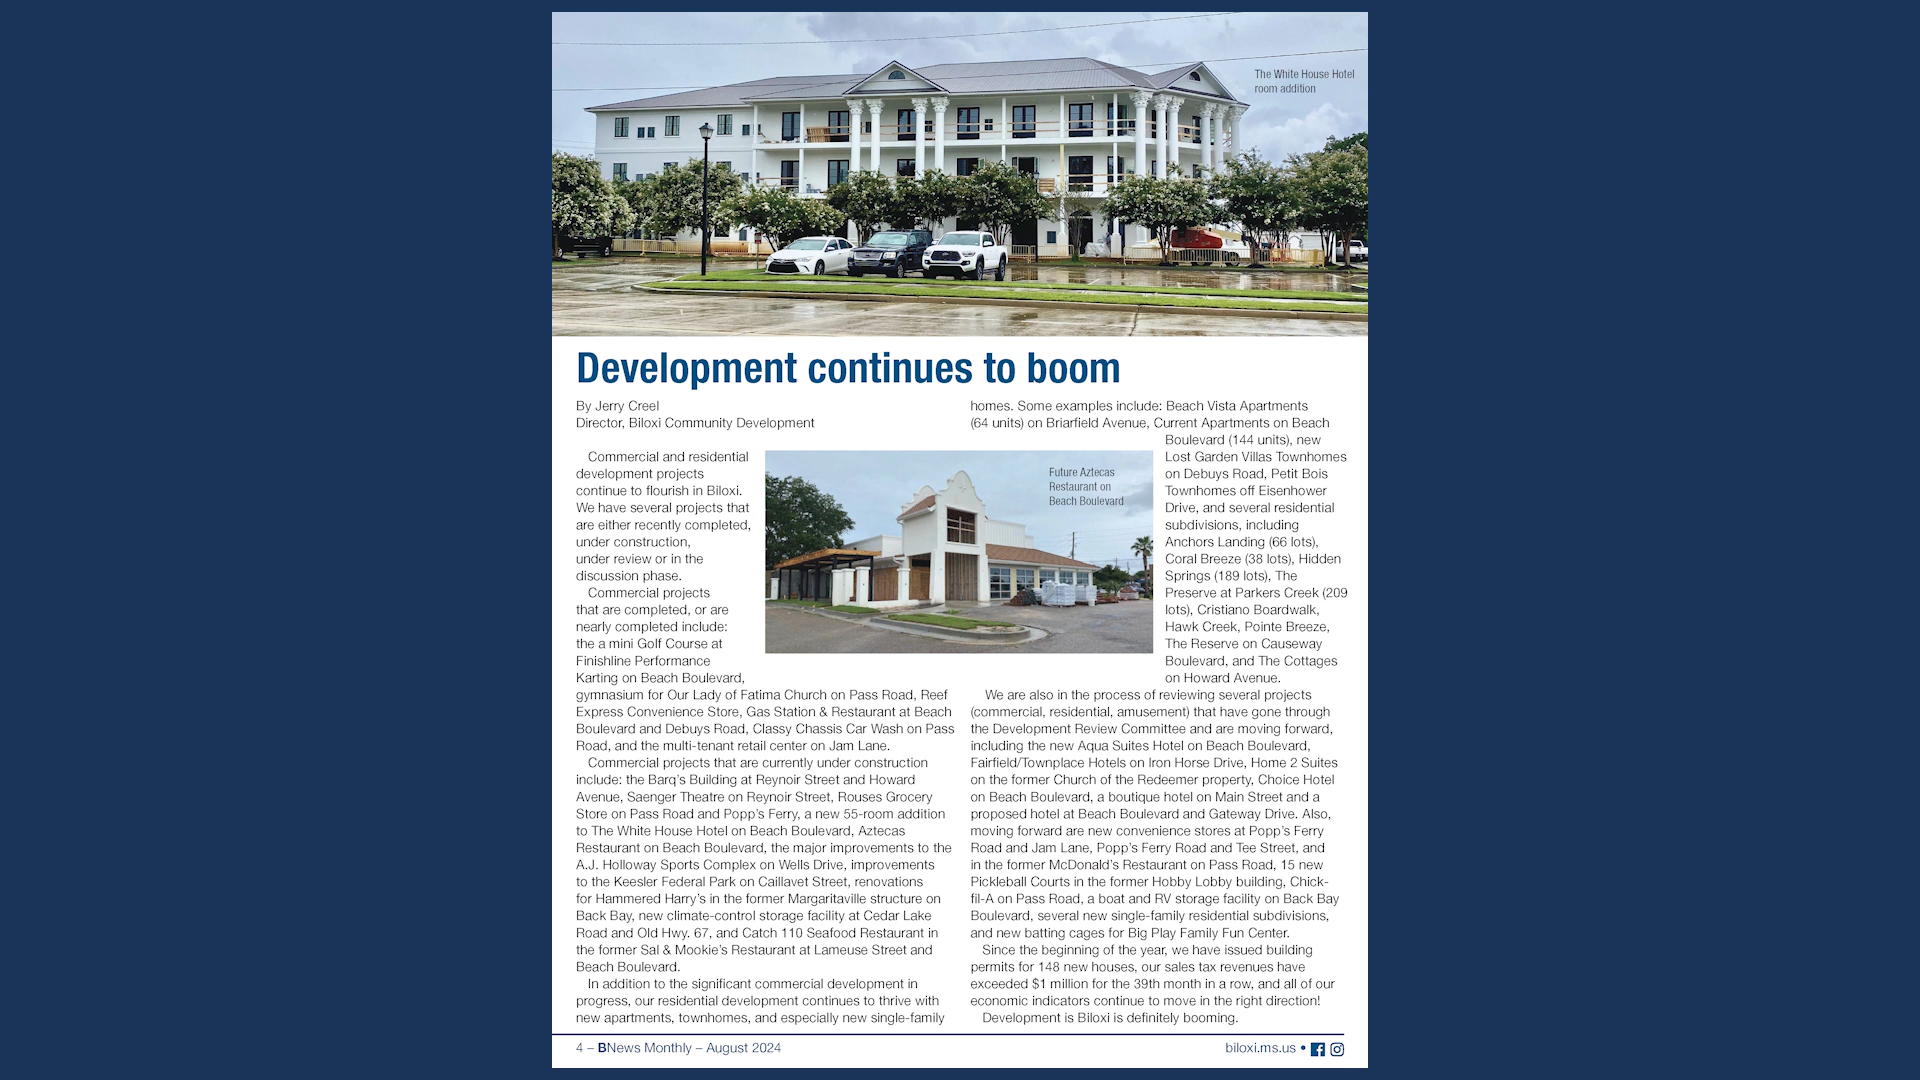 The White House Hotel
room addition
Development continues to boom
By Jerry Creel
Director, Biloxi Community Development
Commercial and residential
development projects
continue to flourish in Biloxi.
We have several projects that
are either recently completed,
under construction,
under review or in the
discussion phase.
Commercial projects
that are completed, or are
nearly completed include:
the a mini Golf Course at
Finishline Performance
Karting on Beach Boulevard,
gymnasium for Our Lady of Fatima Church on Pass Road, Reef
Express Convenience Store, Gas Station & Restaurant at Beach
Boulevard and Debuys Road, Classy Chassis Car Wash on Pass
Road, and the multi-tenant retail center on Jam Lane.
Commercial projects that are currently under construction
include: the Barq's Building at Reynoir Street and Howard
Avenue, Saenger Theatre on Reynoir Street, Rouses Grocery
Store on Pass Road and Popp's Ferry, a new 55-room addition
to The White House Hotel on Beach Boulevard, Aztecas
Restaurant on Beach Boulevard, the major improvements to the
A.J. Holloway Sports Complex on Wells Drive, improvements
to the Keesler Federal Park on Caillavet Street, renovations
for Hammered Harry's in the former Margaritaville structure on
Back Bay, new climate-control storage facility at Cedar Lake
Road and Old Hwy. 67, and Catch 110 Seafood Restaurant in
the former Sal & Mookie's Restaurant at Lameuse Street and
Beach Boulevard.
In addition to the significant commercial development in
progress, our residential development continues to thrive with
new apartments, townhomes, and especially new single-family
Future Aztecas
Restaurant on
Beach Boulevard
homes. Some examples include: Beach Vista Apartments
(64 units) on Briarfield Avenue, Current Apartments on Beach
Boulevard (144 units), new
Lost Garden Villas Townhomes
on Debuys Road, Petit Bois
Townhomes off Eisenhower
Drive, and several residential
subdivisions, including
Anchors Landing (66 lots),
Coral Breeze (38 lots), Hidden
Springs (189 lots), The
Preserve at Parkers Creek (209
lots), Cristiano Boardwalk,
Hawk Creek, Pointe Breeze,
The Reserve on Causeway
Boulevard, and The Cottages
on Howard Avenue.
We are also in the process of reviewing several projects
(commercial, residential, amusement) that have gone through
the Development Review Committee and are moving forward,
including the new Aqua Suites Hotel on Beach Boulevard,
Fairfield/Townplace Hotels on Iron Horse Drive, Home 2 Suites
on the former Church of the Redeemer property, Choice Hotel
on Beach Boulevard, a boutique hotel on Main Street and a
proposed hotel at Beach Boulevard and Gateway Drive. Also,
moving forward are new convenience stores at Popp's Ferry
Road and Jam Lane, Popp's Ferry Road and Tee Street, and
in the former McDonald's Restaurant on Pass Road, 15 new
Pickleball Courts in the former Hobby Lobby building, Chick-
fil-A on Pass Road, a boat and RV storage facility on Back Bay
Boulevard, several new single-family residential subdivisions,
and new batting cages for Big Play Family Fun Center.
Since the beginning of the year, we have issued building
permits for 148 new houses, our sales tax revenues have
exceeded $1 million for the 39th month in a row, and all of our
economic indicators continue to move in the right direction!
Development is Biloxi is definitely booming.
4 – BNews Monthly – August 2024
biloxi.ms.us •